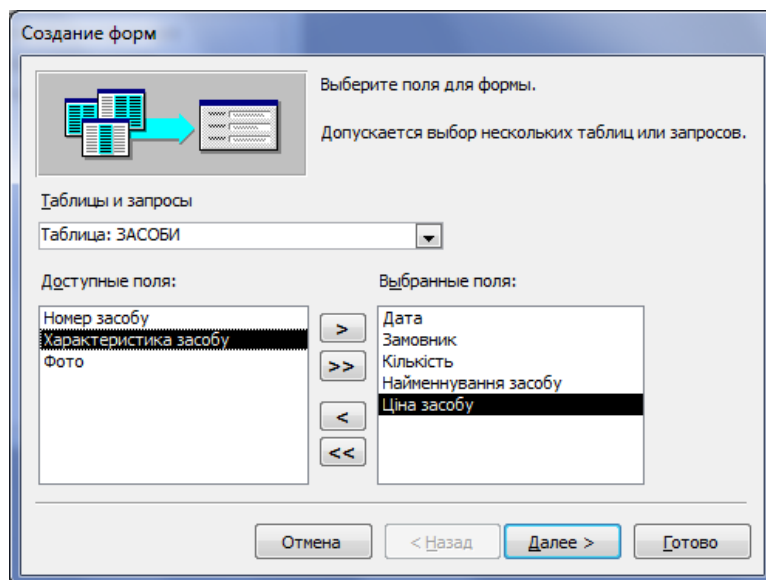 Создание форм
Выберите поля для формы.
Допускается выбор нескольких таблиц или запросов.
Таблицы и запросы
Таблица: ЗАСОБИ
Доступные поля:
Выбранные поля:
Номер засобу
Характеристика засобу
Фото
>
>>
<
<<
Дата
Замовник
Кількість
Найменнування засобу
Ціна засобу
Отмена
< Назад
Далее >
Готово